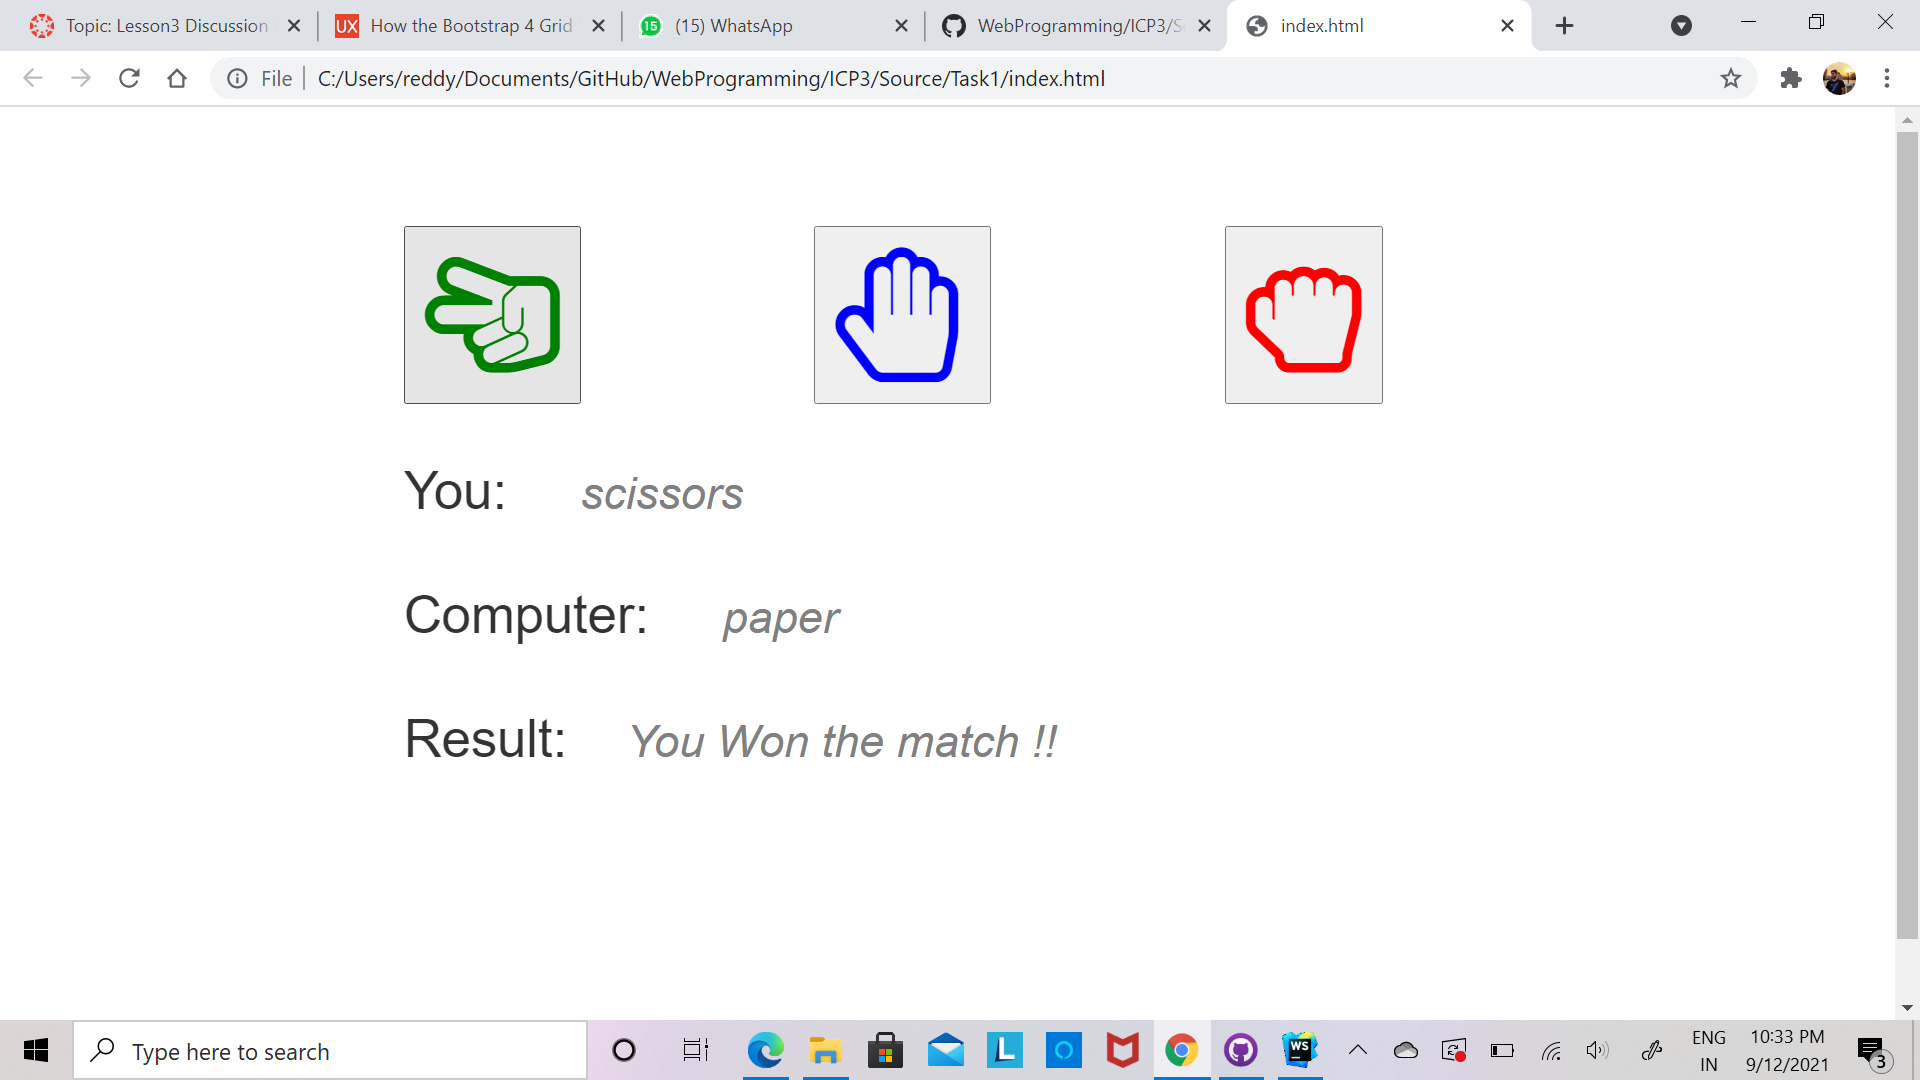 Topic: Lesson3 Discussion
UX How the Bootstrap 4 Grid
15 (15) WhatsApp
WebProgramming/ICP3/S
index.html
File C:/Users/reddy/Documents/GitHub/WebProgramming/ICP3/Source/Task1/index.html
You: scissors
Computer: paper
Result: You Won the match !!
Type here to search
L
WS
ENG
IN
10:33 PM
9/12/2021
3